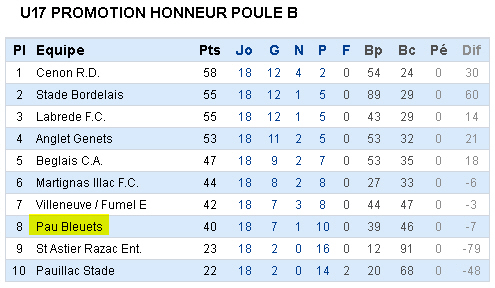 U17 PROMOTION HONNEUR POULE B
Pl Equipe Pts Jo G N P F Bp Bc Pé Dif
1 Cenon R.D. 58 18 12 4 2 0 54 24 0 30
2 Stade Bordelais 55 18 12 1 5 0 89 29 0 60
3 Labrede F.C. 55 18 12 1 5 0 43 29 0 14
4 Anglet Genets 53 18 11 2 5 0 53 32 0 21
5 Beglais C.A. 47 18 9 2 7 0 53 35 0 18
6 Martignas Illac F.C. 44 18 8 2 8 0 27 33 0 -6
7 Villeneuve / Fumel E 42 18 7 3 8 0 44 47 0 -3
8 Pau Bleuets 40 18 7 1 10 0 39 46 0 -7
9 St Astier Razac Ent. 23 18 2 0 16 0 12 91 0 -79
10 Pauillac Stade 22 18 2 0 14 2 20 68 0 -48